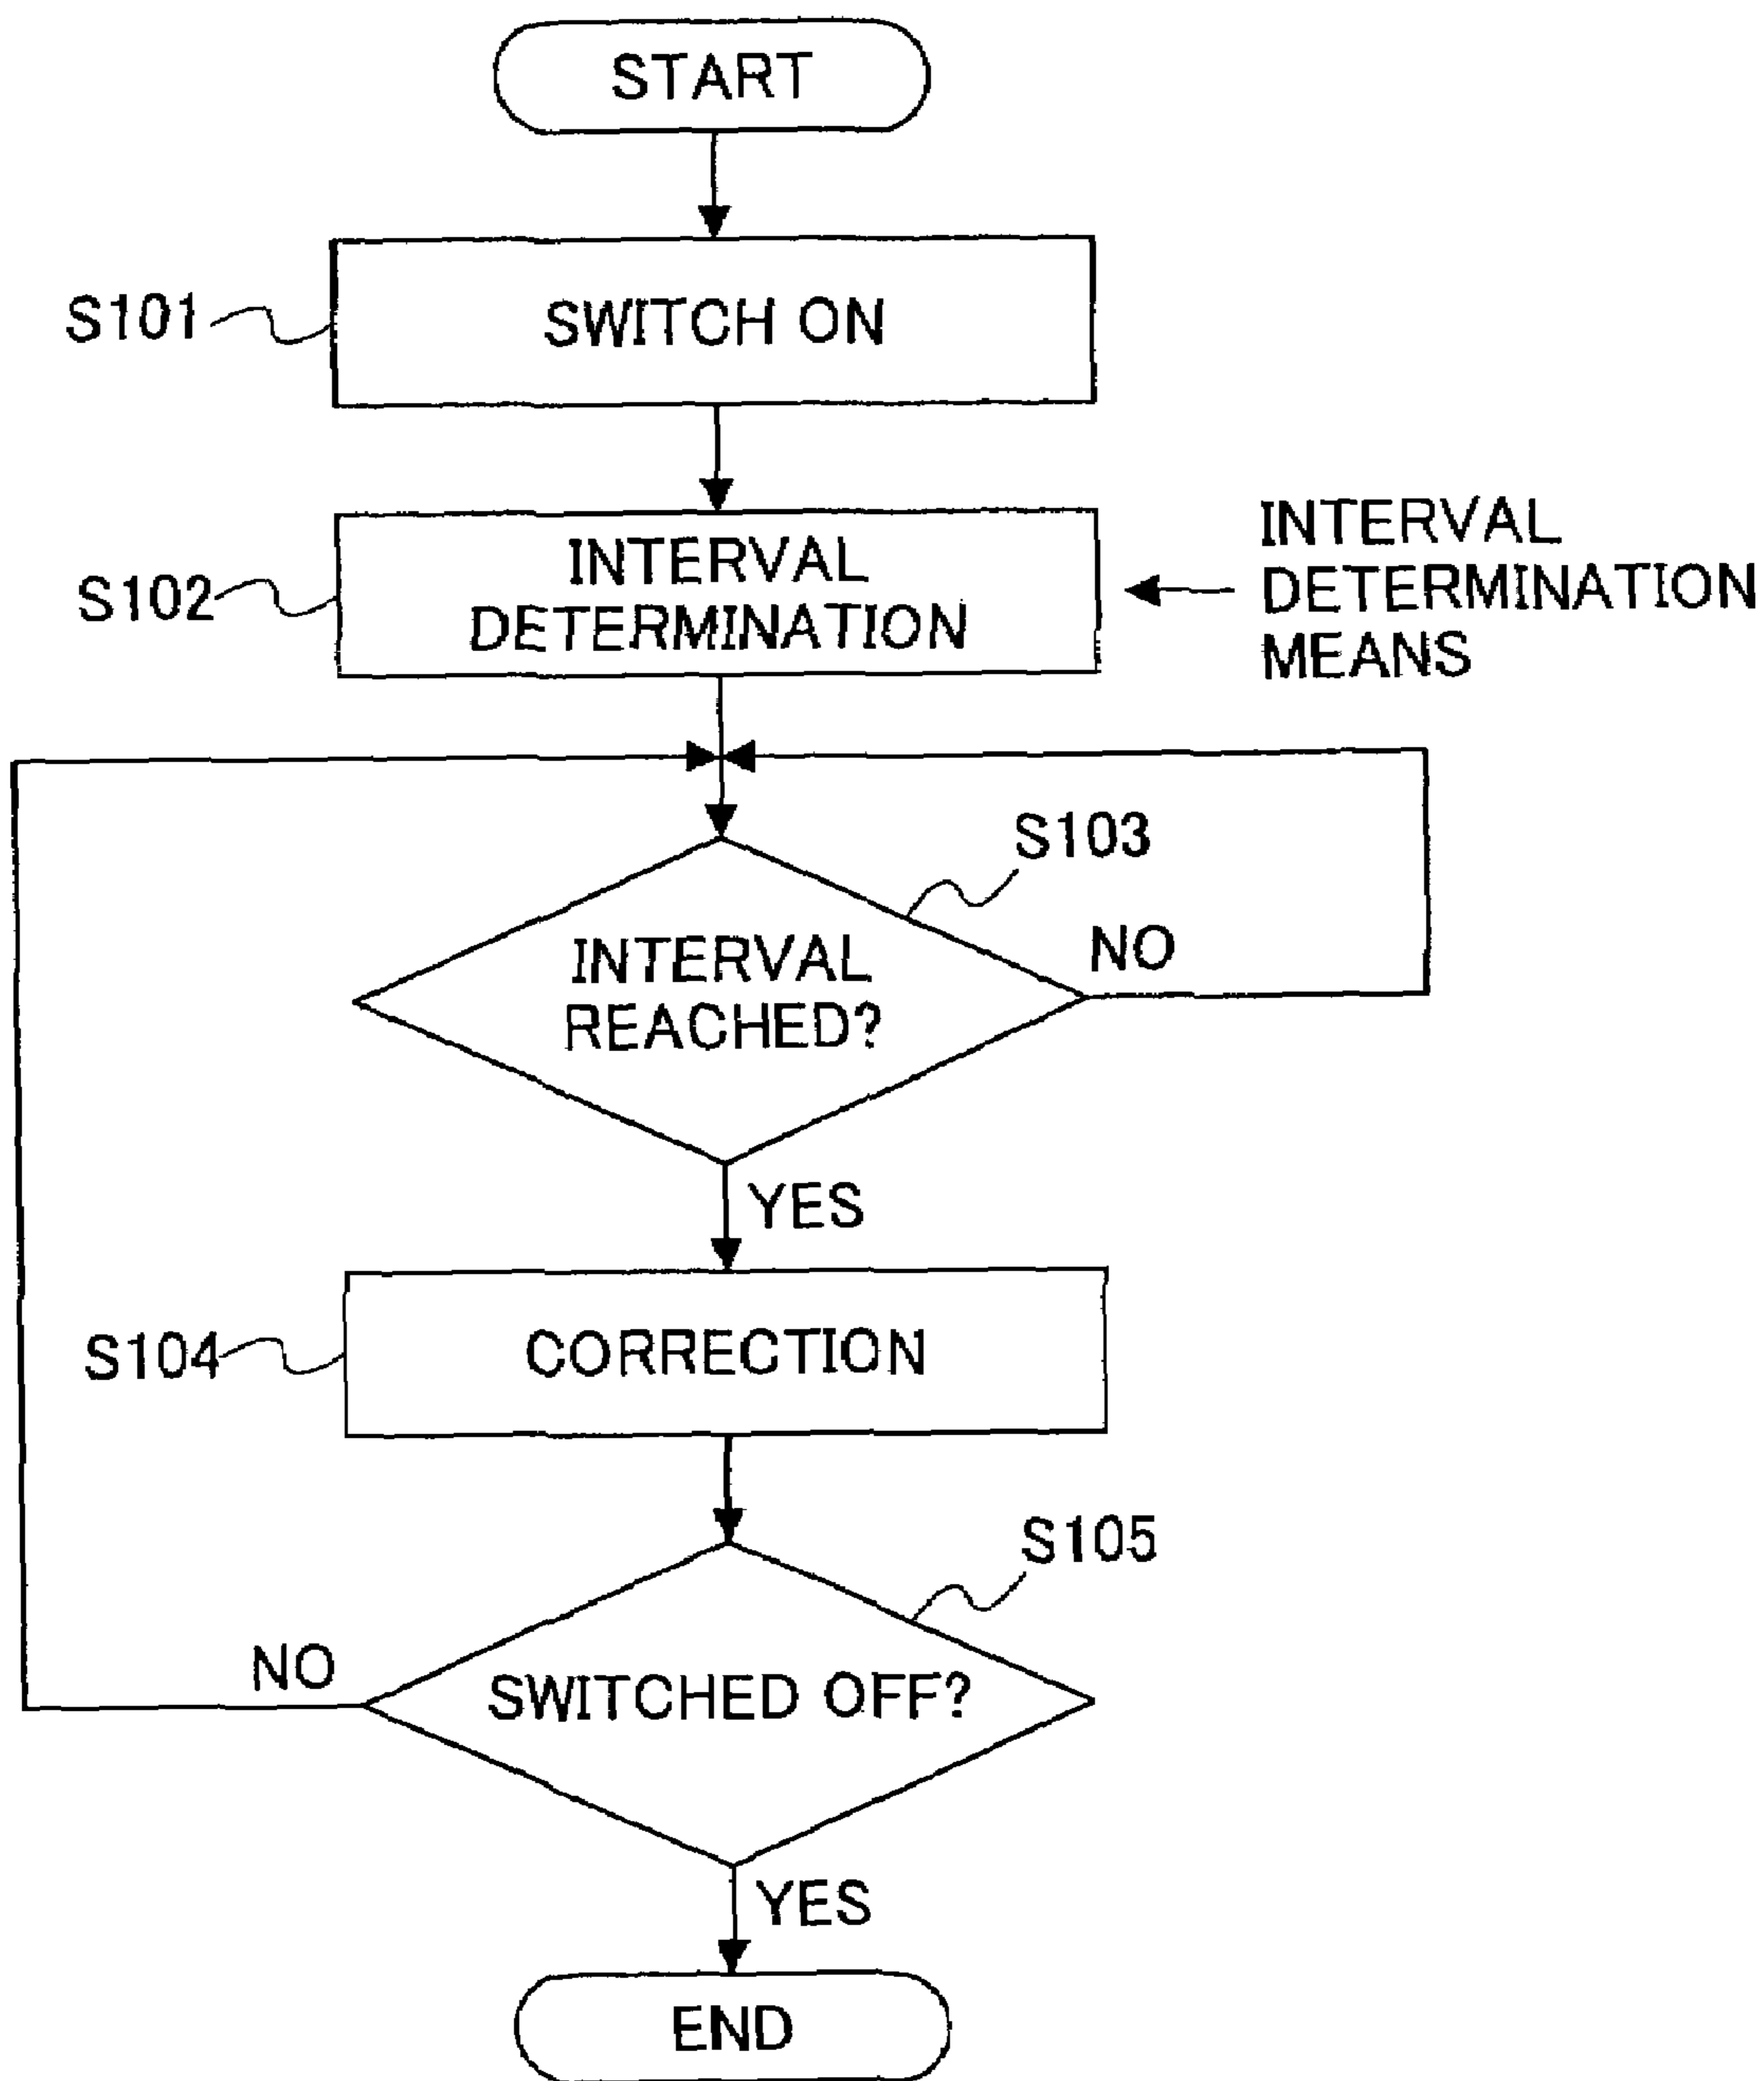 START
S101
SWITCH ON
S102
INTERVAL
DETERMINATION
INTERVAL
DETERMINATION
MEANS
S103
INTERVAL
REACHED?
NO
YES
S104
CORRECTION
S105
NO
SWITCHED OFF?
YES
END